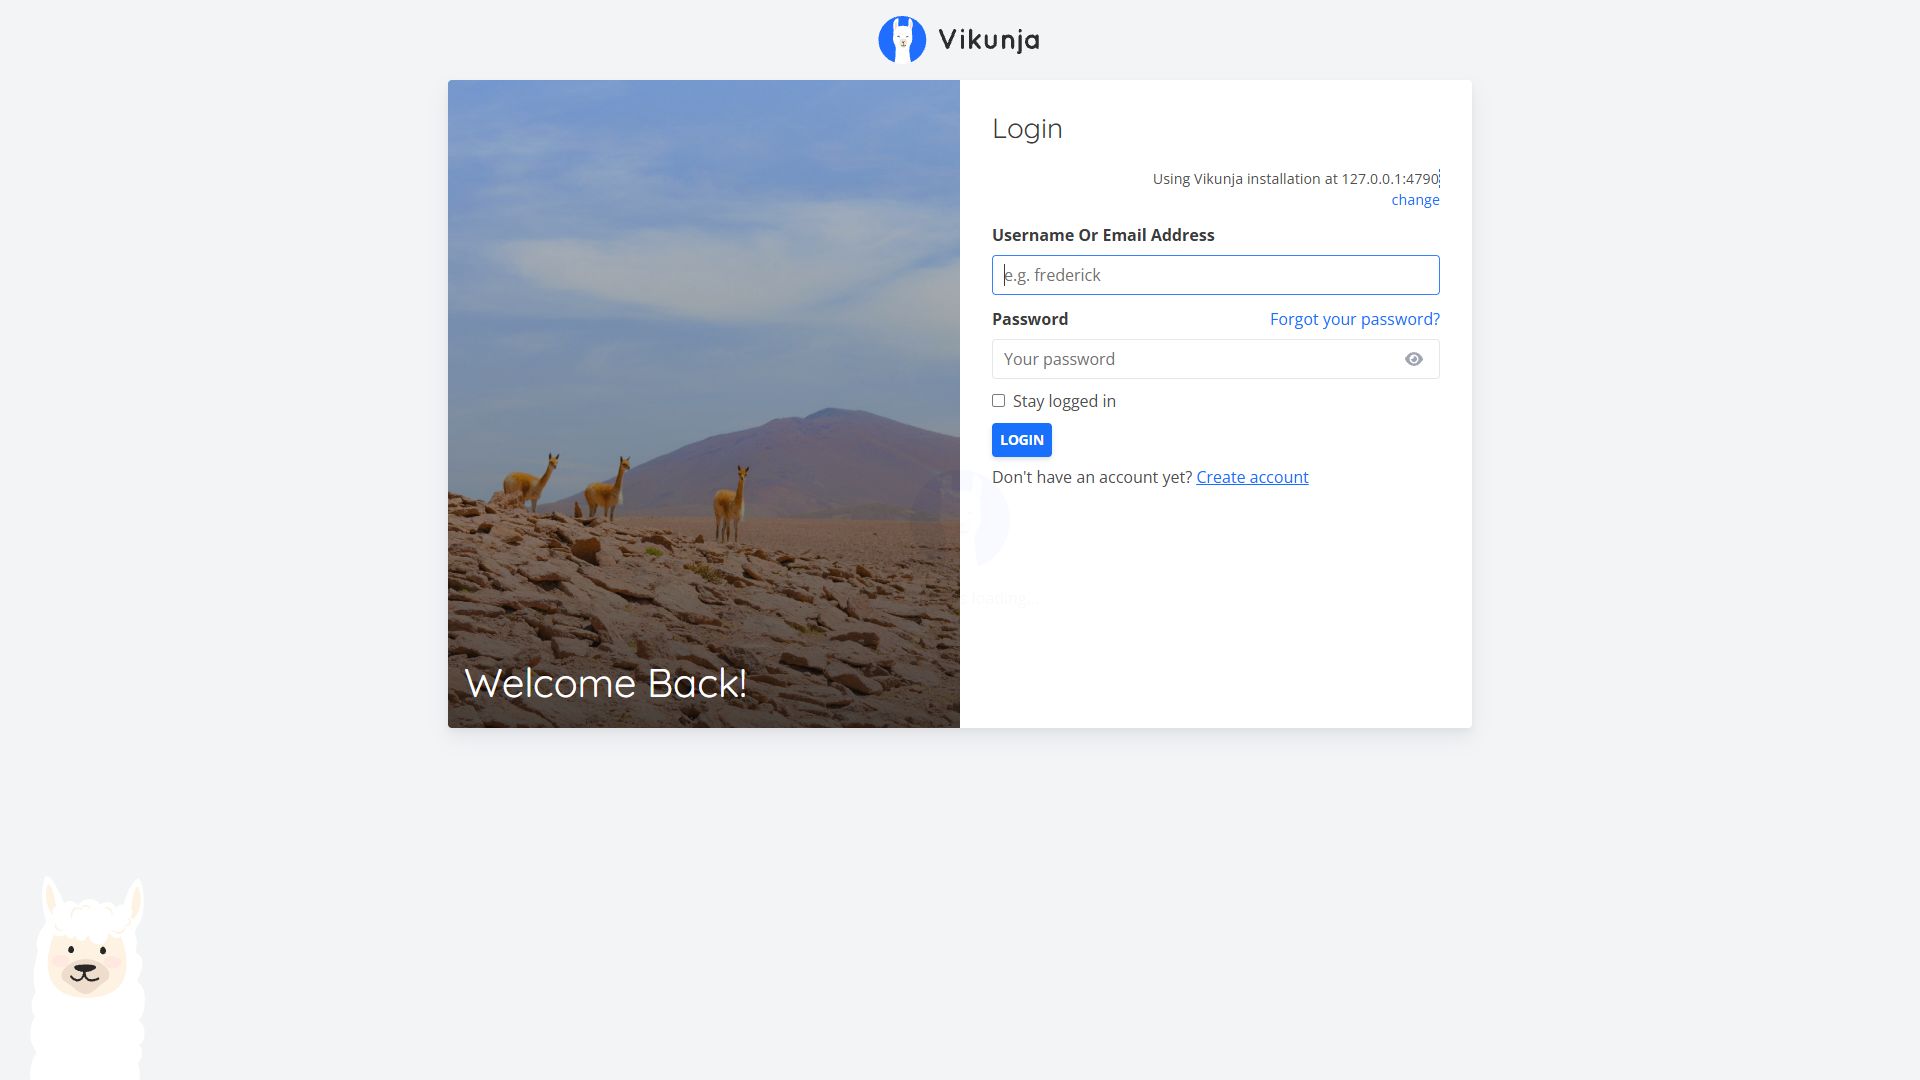 Vikunja
Login
Using Vikunja installation at 127.0.0.1:4790
change
Username Or Email Address
e.g. frederick
Password
Forgot your password?
Your password
Stay logged in
LOGIN
Don't have an account yet? Create account
loading...
Welcome Back!